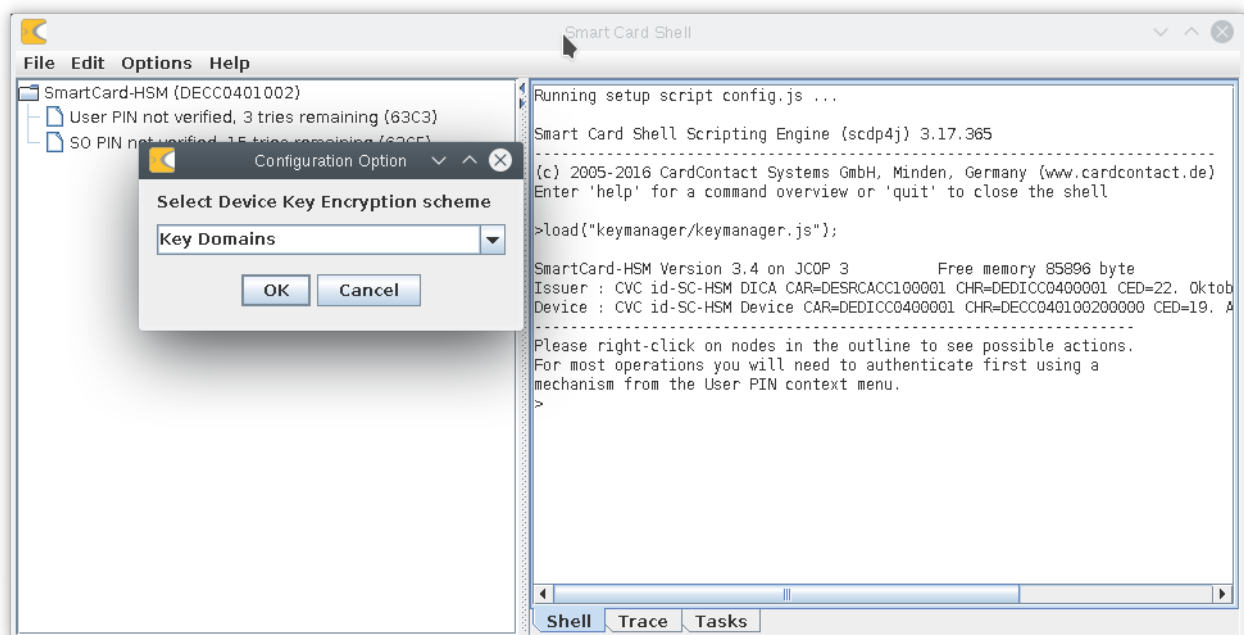 Smart Card Shell
File Edit Options Help
SmartCard-HSM (DECC0401002)
User PIN not verified, 3 tries remaining (63C3)
SO PIN not verified, 15 tries remaining (63CF)
Configuration Option
Select Device Key Encryption scheme
Key Domains
OK Cancel
Running setup script config.js ...
Smart Card Shell Scripting Engine (scdp4j) 3.17.365
---------------------------------------------------------------------------
(c) 2005-2016 CardContact Systems GmbH, Minden, Germany (www.cardcontact.de)
Enter 'help' for a command overview or 'quit' to close the shell
>load("keymanager/keymanager.js");
SmartCard-HSM Version 3.4 on JCOP 3 Free memory 85896 byte
Issuer : CVC id-SC-HSM DICA CAR=DESRCACC100001 CHR=DEDICC0400001 CED=22. Oktob
Device : CVC id-SC-HSM Device CAR=DEDICC0400001 CHR=DECC040100200000 CED=19. A
-----------------------------------------------------------------
Please right-click on nodes in the outline to see possible actions.
For most operations you will need to authenticate first using a
mechanism from the User PIN context menu.
>
Shell Trace Tasks